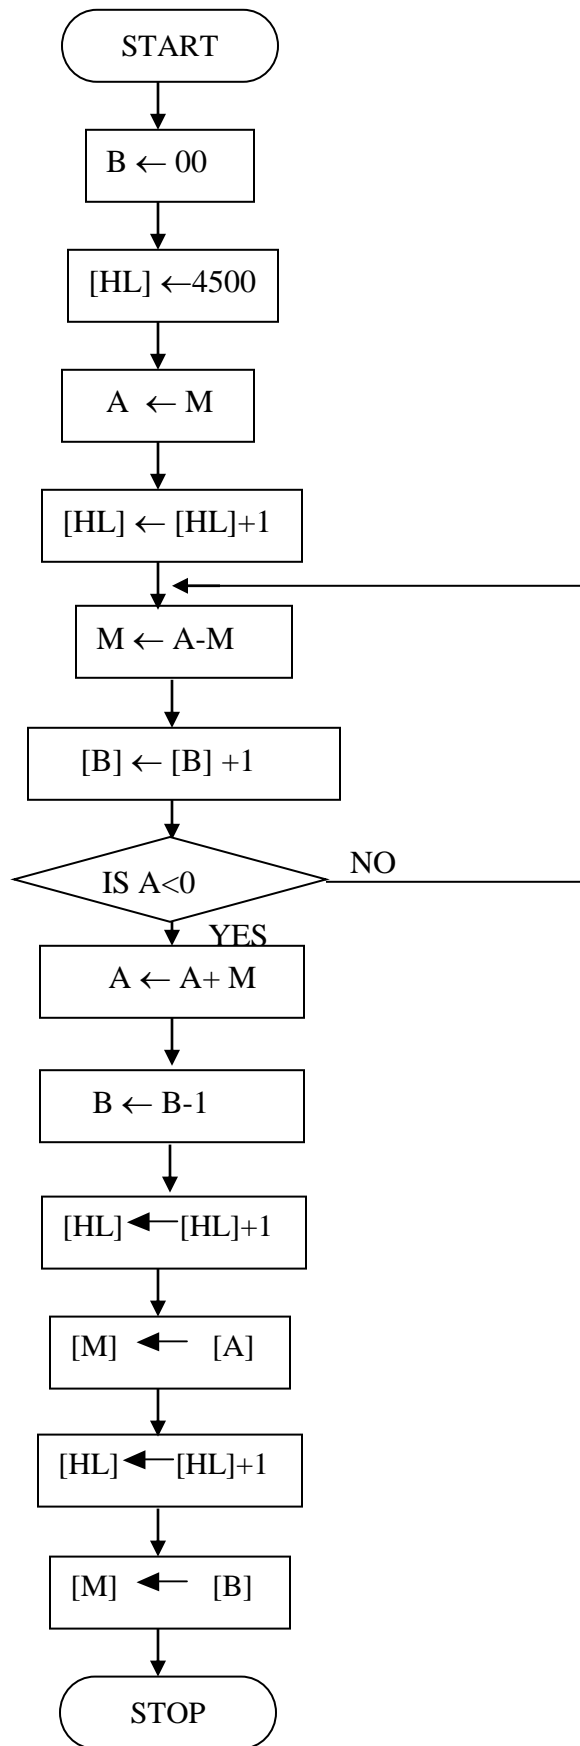 START
B ← 00
[HL] ←4500
A ← M
[HL] ← [HL]+1
M ← A-M
[B] ← [B] +1
IS A<0
NO
YES
A ← A+ M
B ← B-1
[HL] ← [HL]+1
[M] ← [A]
[HL] ← [HL]+1
[M] ← [B]
STOP